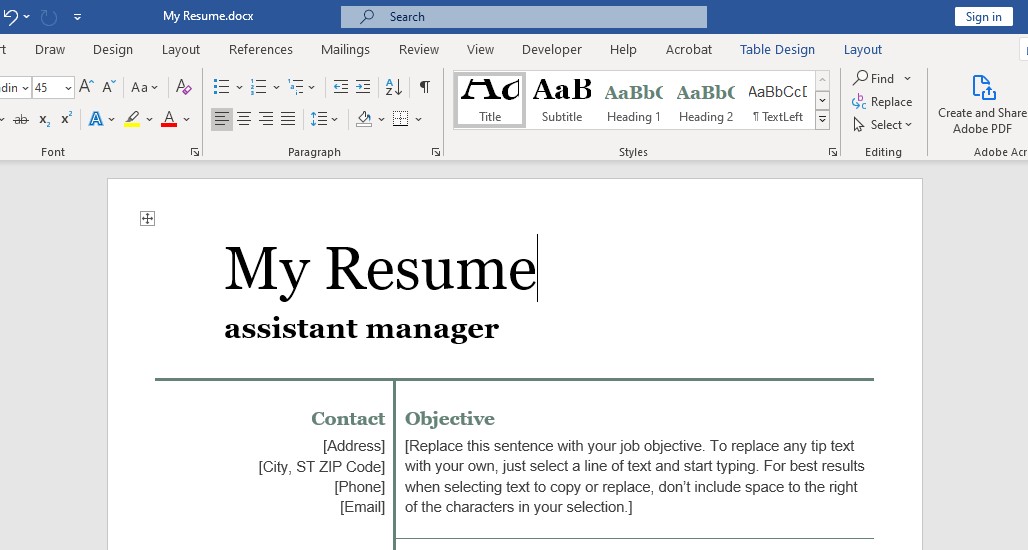 My Resume.docx
Search
Sign in
Draw Design Layout References Mailings Review View Developer Help Acrobat Table Design Layout
45 Aa A
ab x₂ x² A A
AaB AaBbC AaBbC AaBbCcD
Title Subtitle Heading 1 Heading 2 ¶ TextLeft
Find
Replace
Select
Create and Share
Adobe PDF
Font Paragraph Styles Editing Adobe Acr
My Resume
assistant manager
Contact
[Address]
[City, ST ZIP Code]
[Phone]
[Email]
Objective
[Replace this sentence with your job objective. To replace any tip text
with your own, just select a line of text and start typing. For best results
when selecting text to copy or replace, don’t include space to the right
of the characters in your selection.]